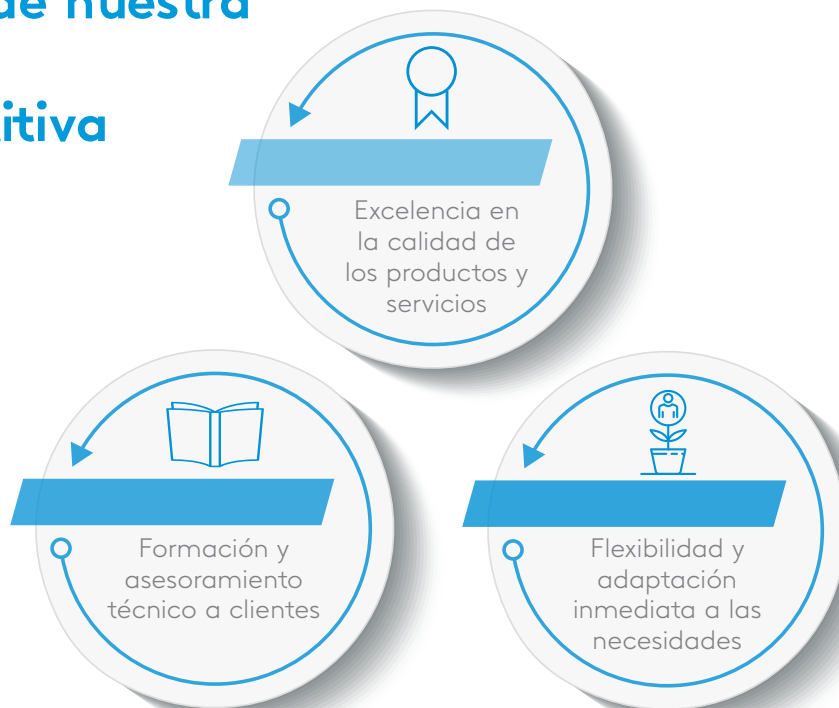 de nuestra
itiva
Excelencia en
la calidad de
los productos y
servicios
Formación y
asesoramiento
técnico a clientes
Flexibilidad y
adaptación
inmediata a las
necesidades